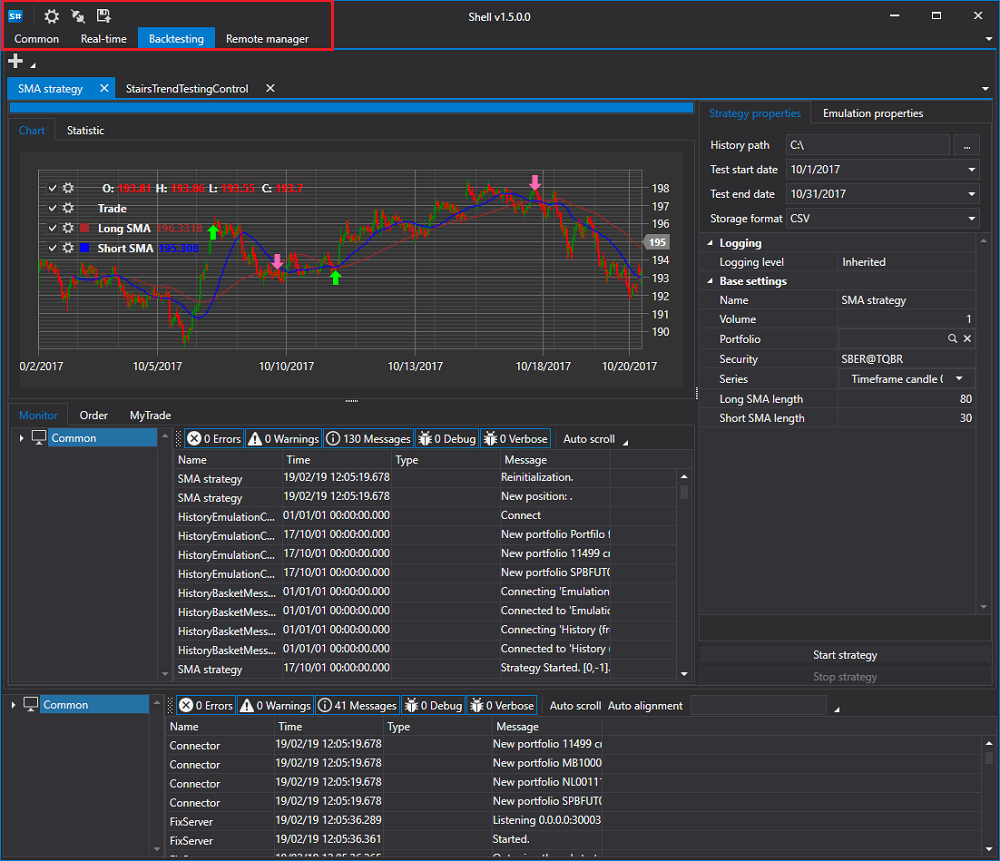 S# Shell v1.5.0.0
Common Real-time Backtesting Remote manager
SMA strategy StairsTrendTestingControl
Chart Statistic
O: 193.81 H: 193.86 L: 193.55 C: 193.7
Trade
Long SMA 196.3318
Short SMA 195.308
198
197
196
195
194
193
192
191
190
0/2/2017 10/5/2017 10/10/2017 10/13/2017 10/18/2017 10/20/2017
Strategy properties Emulation properties
History path C:\ ...
Test start date 10/1/2017
Test end date 10/31/2017
Storage format CSV
Logging
Logging level Inherited
Base settings
Name SMA strategy
Volume 1
Portfolio
Security SBER@TQBR
Series Timeframe candle (
Long SMA length 80
Short SMA length 30
Start strategy
Stop strategy
Monitor Order MyTrade
Common
0 Errors 0 Warnings 130 Messages 0 Debug 0 Verbose Auto scroll
Name Time Type Message
SMA strategy 19/02/19 12:05:19.678 Reinitialization.
SMA strategy 19/02/19 12:05:19.678 New position: .
HistoryEmulationC... 01/01/01 00:00:00.000 Connect
HistoryEmulationC... 17/10/01 00:00:00.000 New portfolio Portfilo f
HistoryEmulationC... 17/10/01 00:00:00.000 New portfolio 11499 cr
HistoryEmulationC... 17/10/01 00:00:00.000 New portfolio SPBFUT(
HistoryBasketMess... 01/01/01 00:00:00.000 Connecting 'Emulation
HistoryBasketMess... 01/01/01 00:00:00.000 Connected to 'Emulatic
HistoryBasketMess... 01/01/01 00:00:00.000 Connecting 'History (fr
HistoryBasketMess... 01/01/01 00:00:00.000 Connected to 'History (
SMA strategy 17/10/01 00:00:00.000 Strategy Started. [0,-1].
Common
0 Errors 0 Warnings 41 Messages 0 Debug 0 Verbose Auto scroll Auto alignment
Name Time Type Message
Connector 19/02/19 12:05:19.678 New portfolio 11499 cr
Connector 19/02/19 12:05:19.678 New portfolio MB1000
Connector 19/02/19 12:05:19.678 New portfolio NL0011
Connector 19/02/19 12:05:19.678 New portfolio SPBFUT(
FixServer 19/02/19 12:05:36.289 Listening 0.0.0.0:30003
FixServer 19/02/19 12:05:36.361 Started.